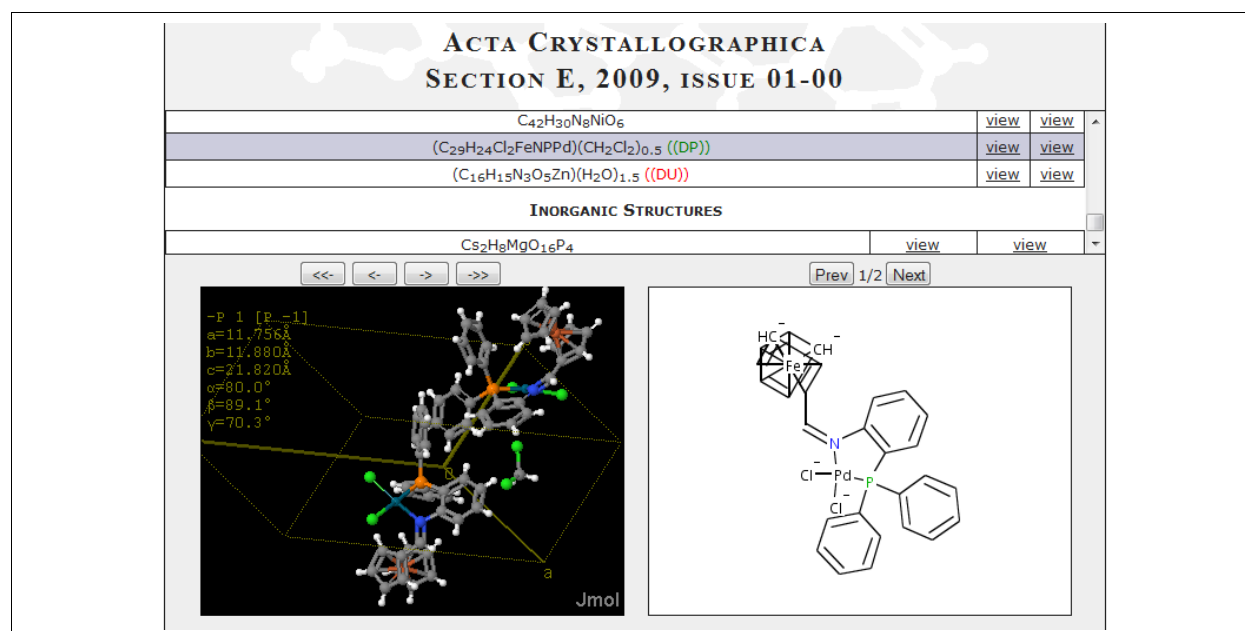 ACTA CRYSTALLOGRAPHICA
SECTION E, 2009, ISSUE 01-00
C42H30N8NiO6 view view
(C29H24Cl2FeNPPd)(CH2Cl2)0.5 ((DP)) view view
(C16H15N3O5Zn)(H2O)1.5 ((DU)) view view
INORGANIC STRUCTURES
Cs2H8MgO16P4 view view
<<- <- -> ->> Prev 1/2 Next
-P 1 [P -1]
a=11.756Å
b=11.880Å
c=21.820Å
α=80.0°
β=89.1°
γ=70.3°
0
a
Jmol
HC−
CH−
Fe
N
Cl− Pd P
Cl−